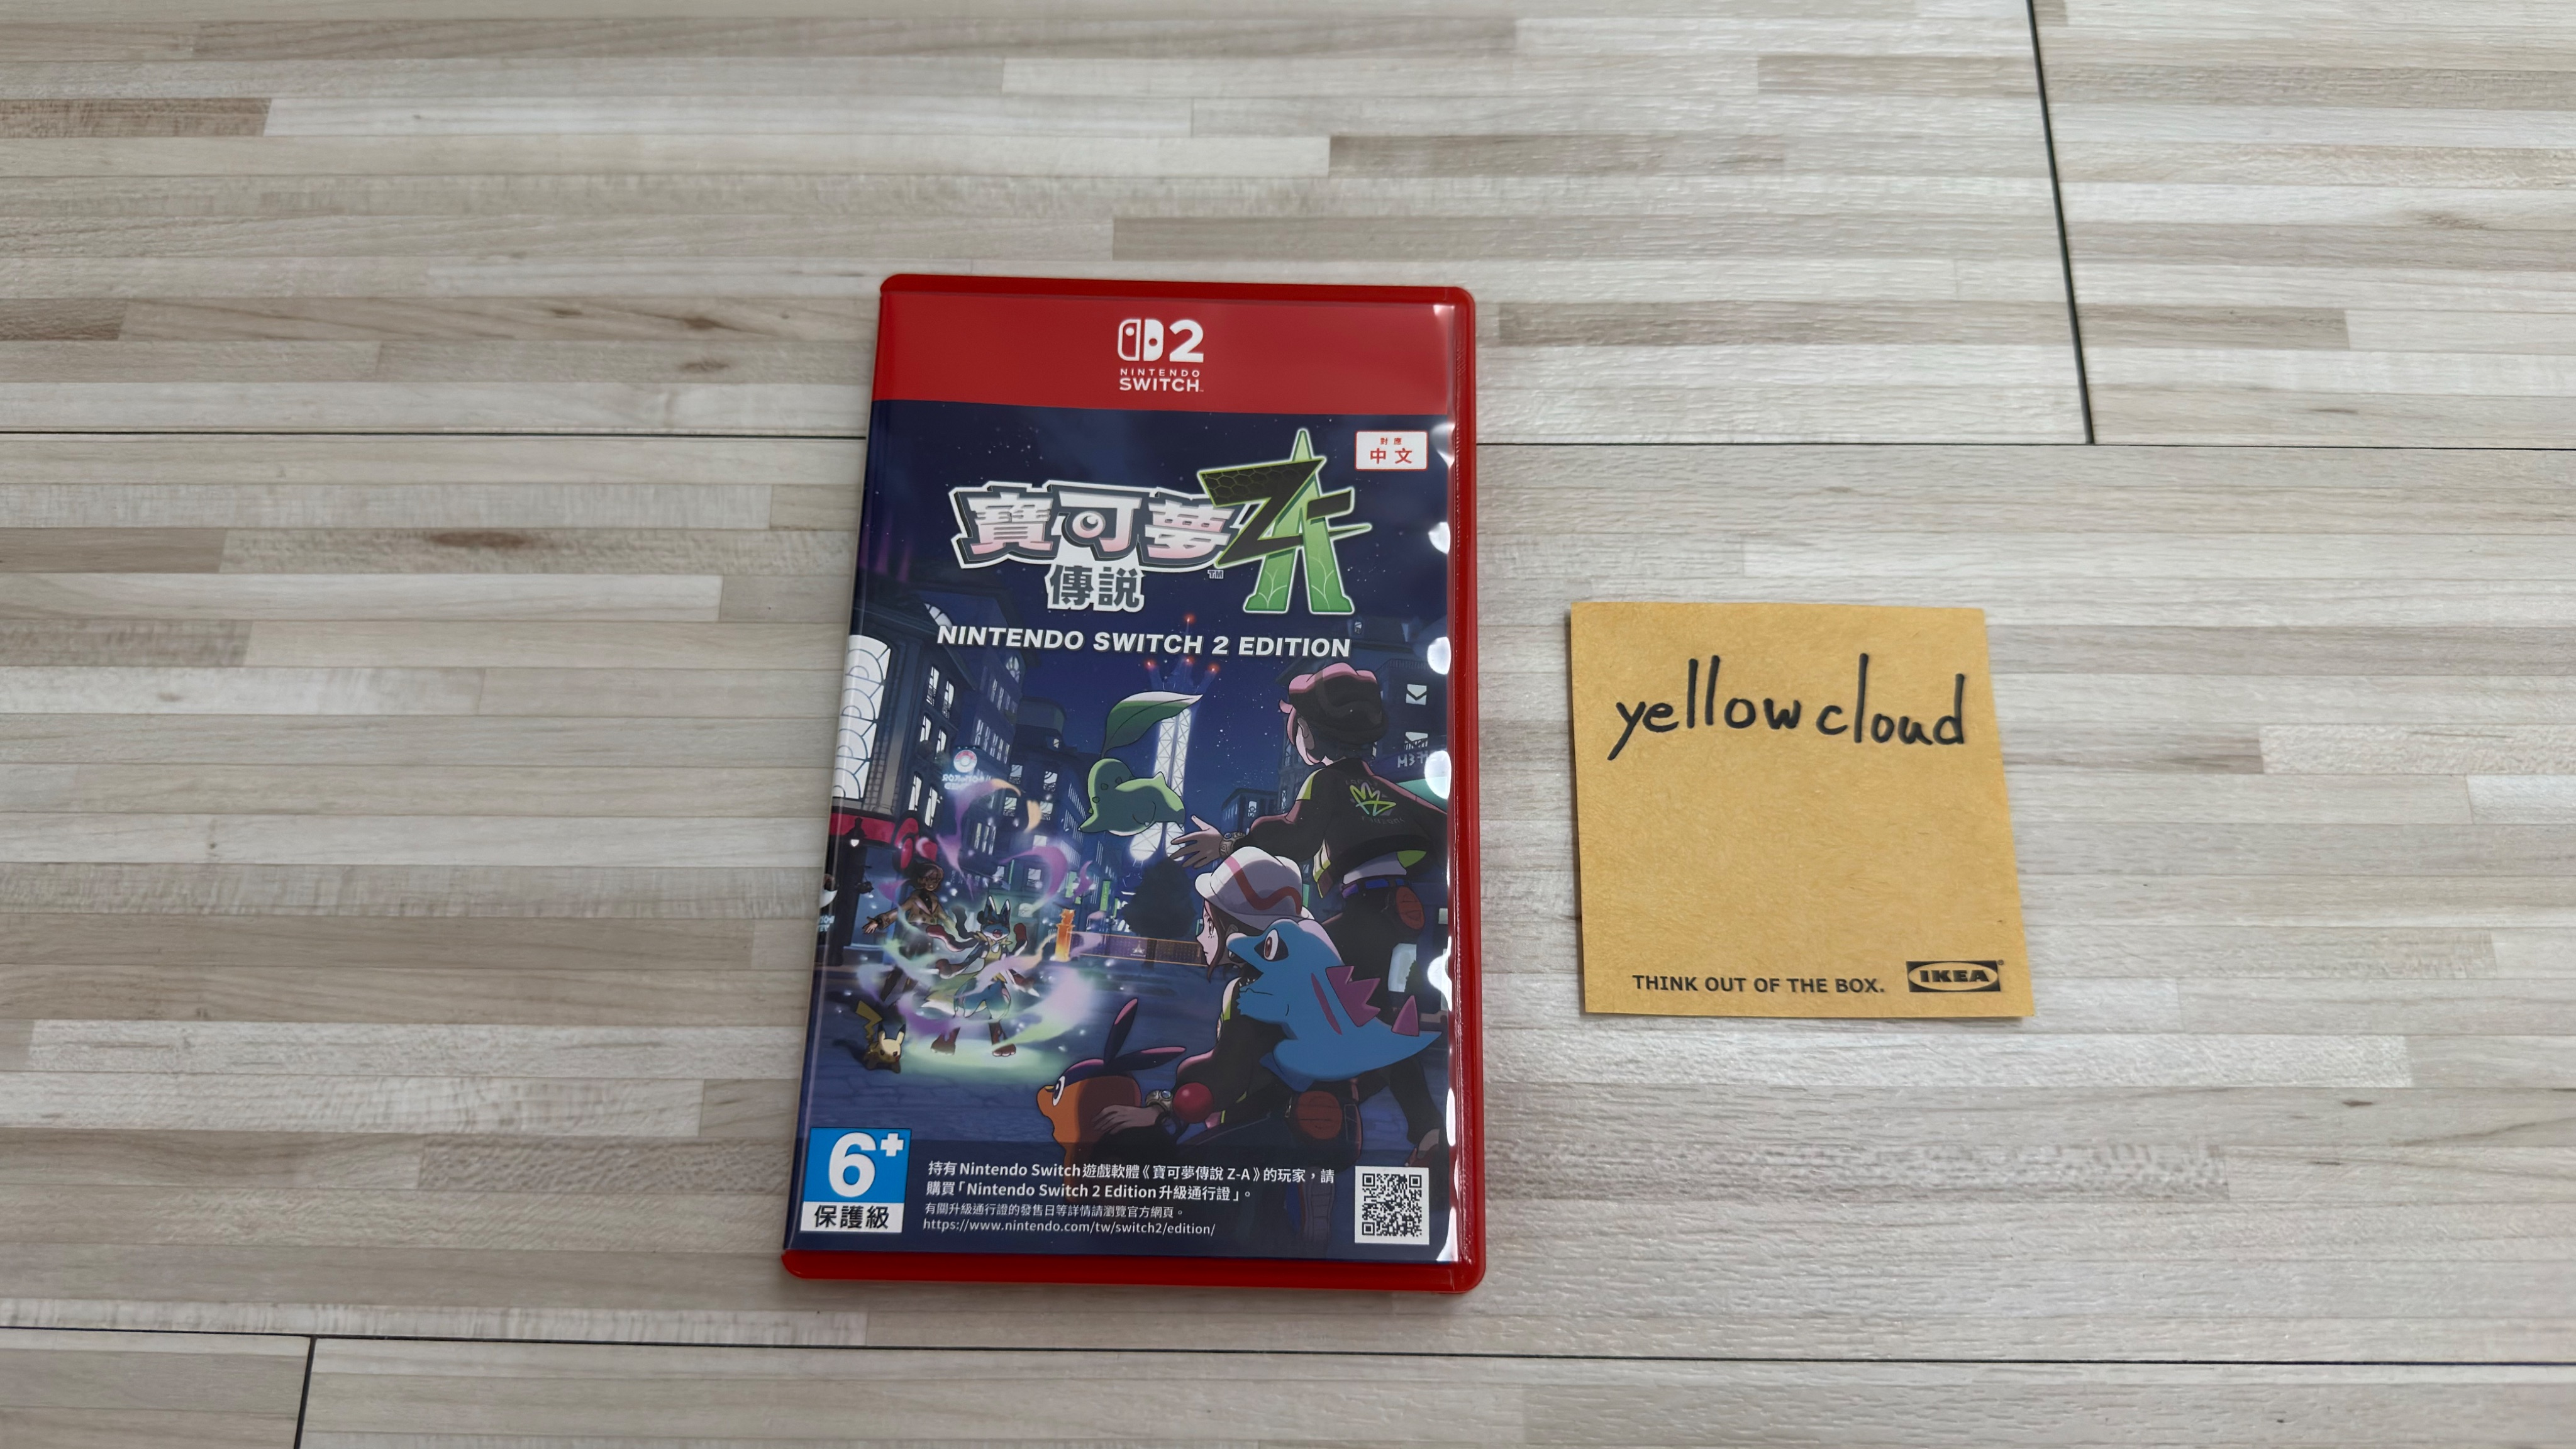 2
NINTENDO
SWITCH™
對應
中文
寶可夢
傳說™
ZA
NINTENDO SWITCH 2 EDITION
6+
保護級
持有Nintendo Switch遊戲軟體《寶可夢傳說 Z-A》的玩家，請
購買「Nintendo Switch 2 Edition升級通行證」。
有關升級通行證的發售日等詳情請瀏覽官方網頁。
https://www.nintendo.com/tw/switch2/edition/
yellowcloud
THINK OUT OF THE BOX.
IKEA®